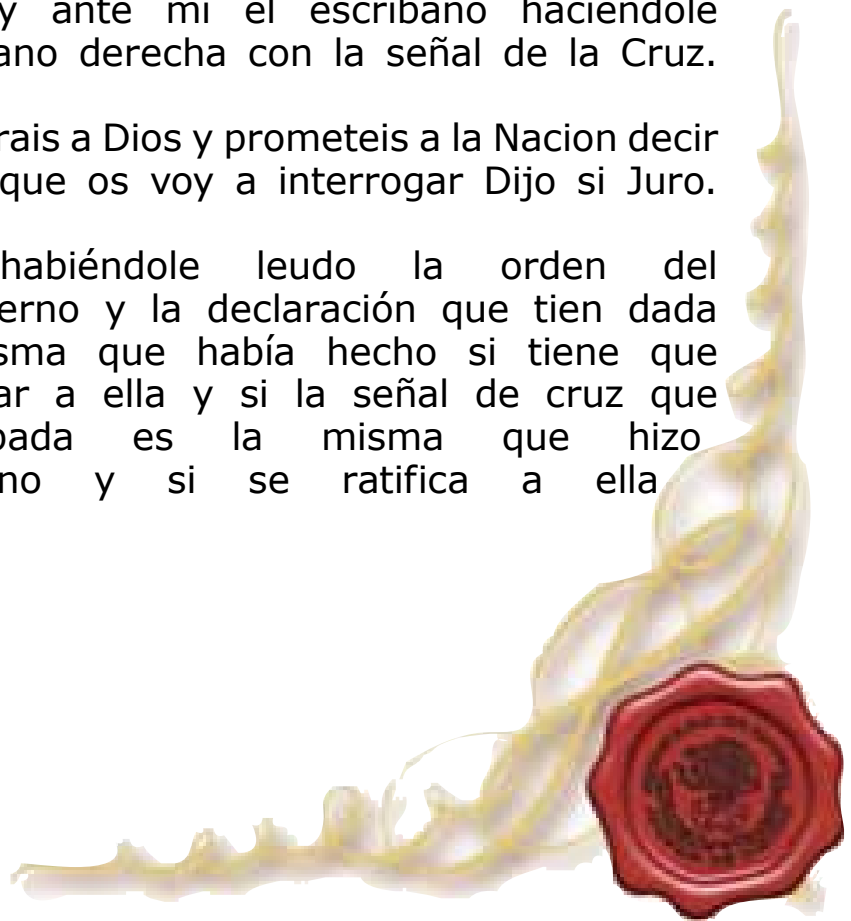 y ante mi el escribano haciéndole
ano derecha con la señal de la Cruz.
rais a Dios y prometeis a la Nacion decir
que os voy a interrogar Dijo si Juro.
habiéndole leudo la orden del
erno y la declaración que tien dada
sma que había hecho si tiene que
ar a ella y si la señal de cruz que
bada es la misma que hizo
no y si se ratifica a ella